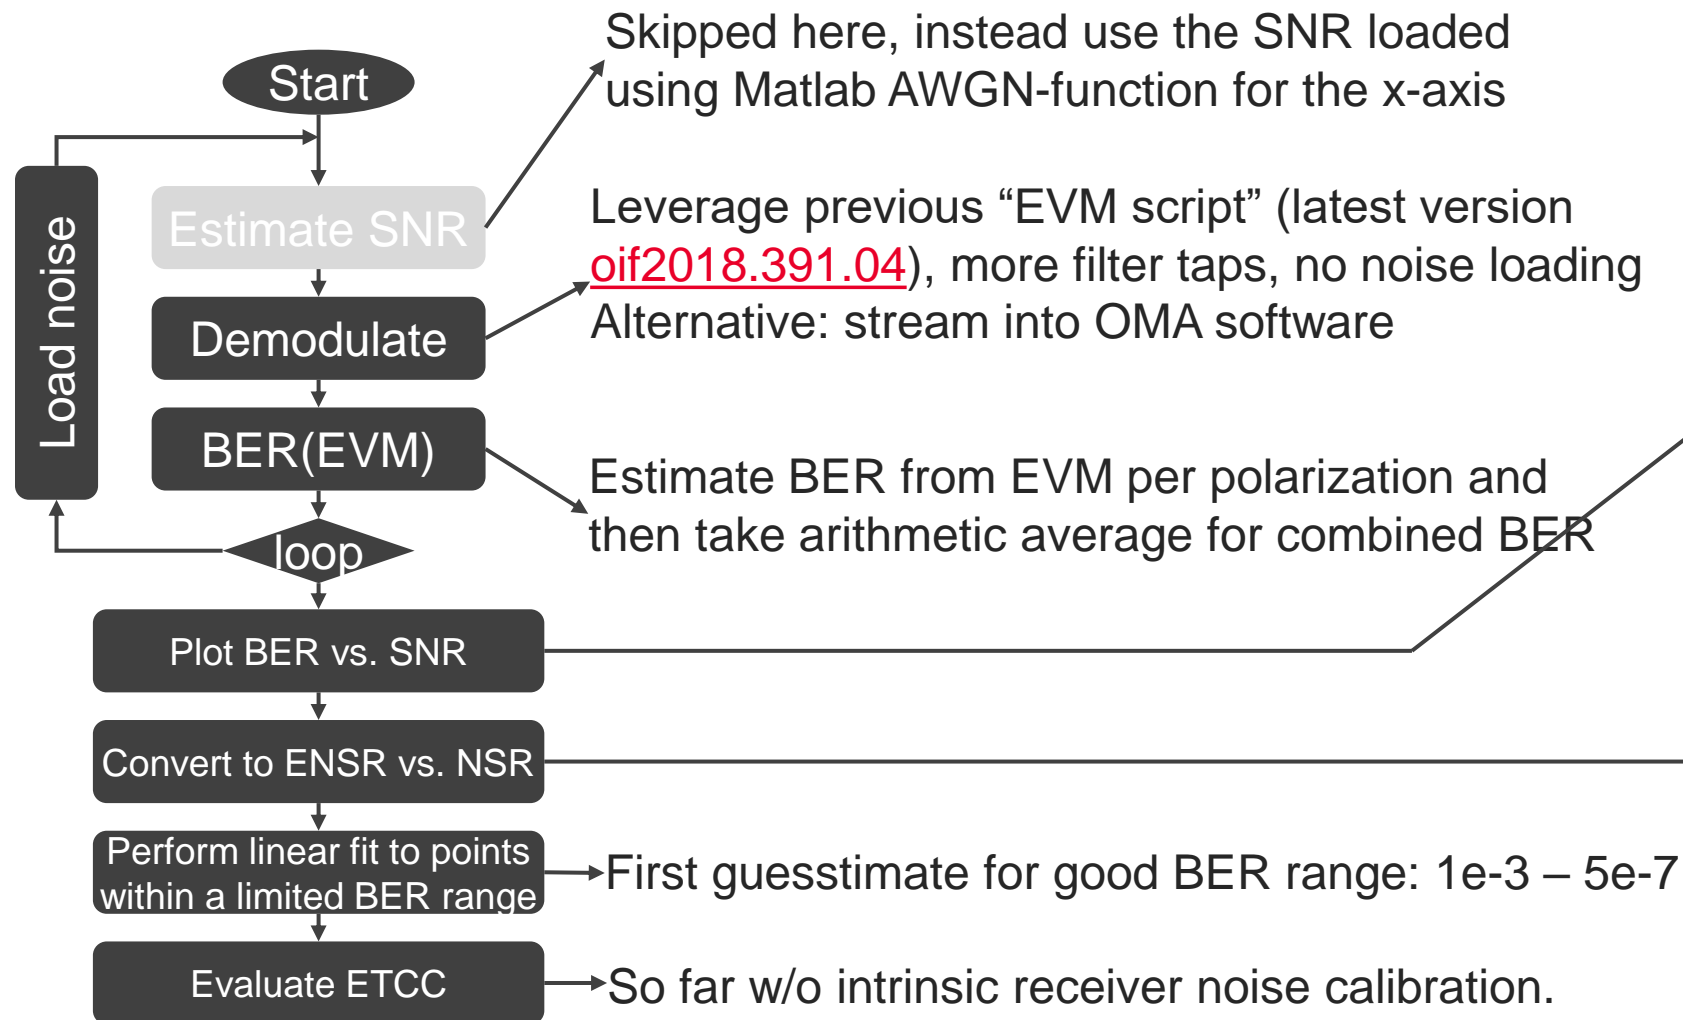 Start
Skipped here, instead use the SNR loaded
using Matlab AWGN-function for the x-axis
Load noise
Estimate SNR
Leverage previous “EVM script” (latest version
oif2018.391.04), more filter taps, no noise loading
Alternative: stream into OMA software
Demodulate
BER(EVM)
Estimate BER from EVM per polarization and
then take arithmetic average for combined BER
loop
Plot BER vs. SNR
Convert to ENSR vs. NSR
Perform linear fit to points
within a limited BER range
First guesstimate for good BER range: 1e-3 – 5e-7
Evaluate ETCC
So far w/o intrinsic receiver noise calibration.